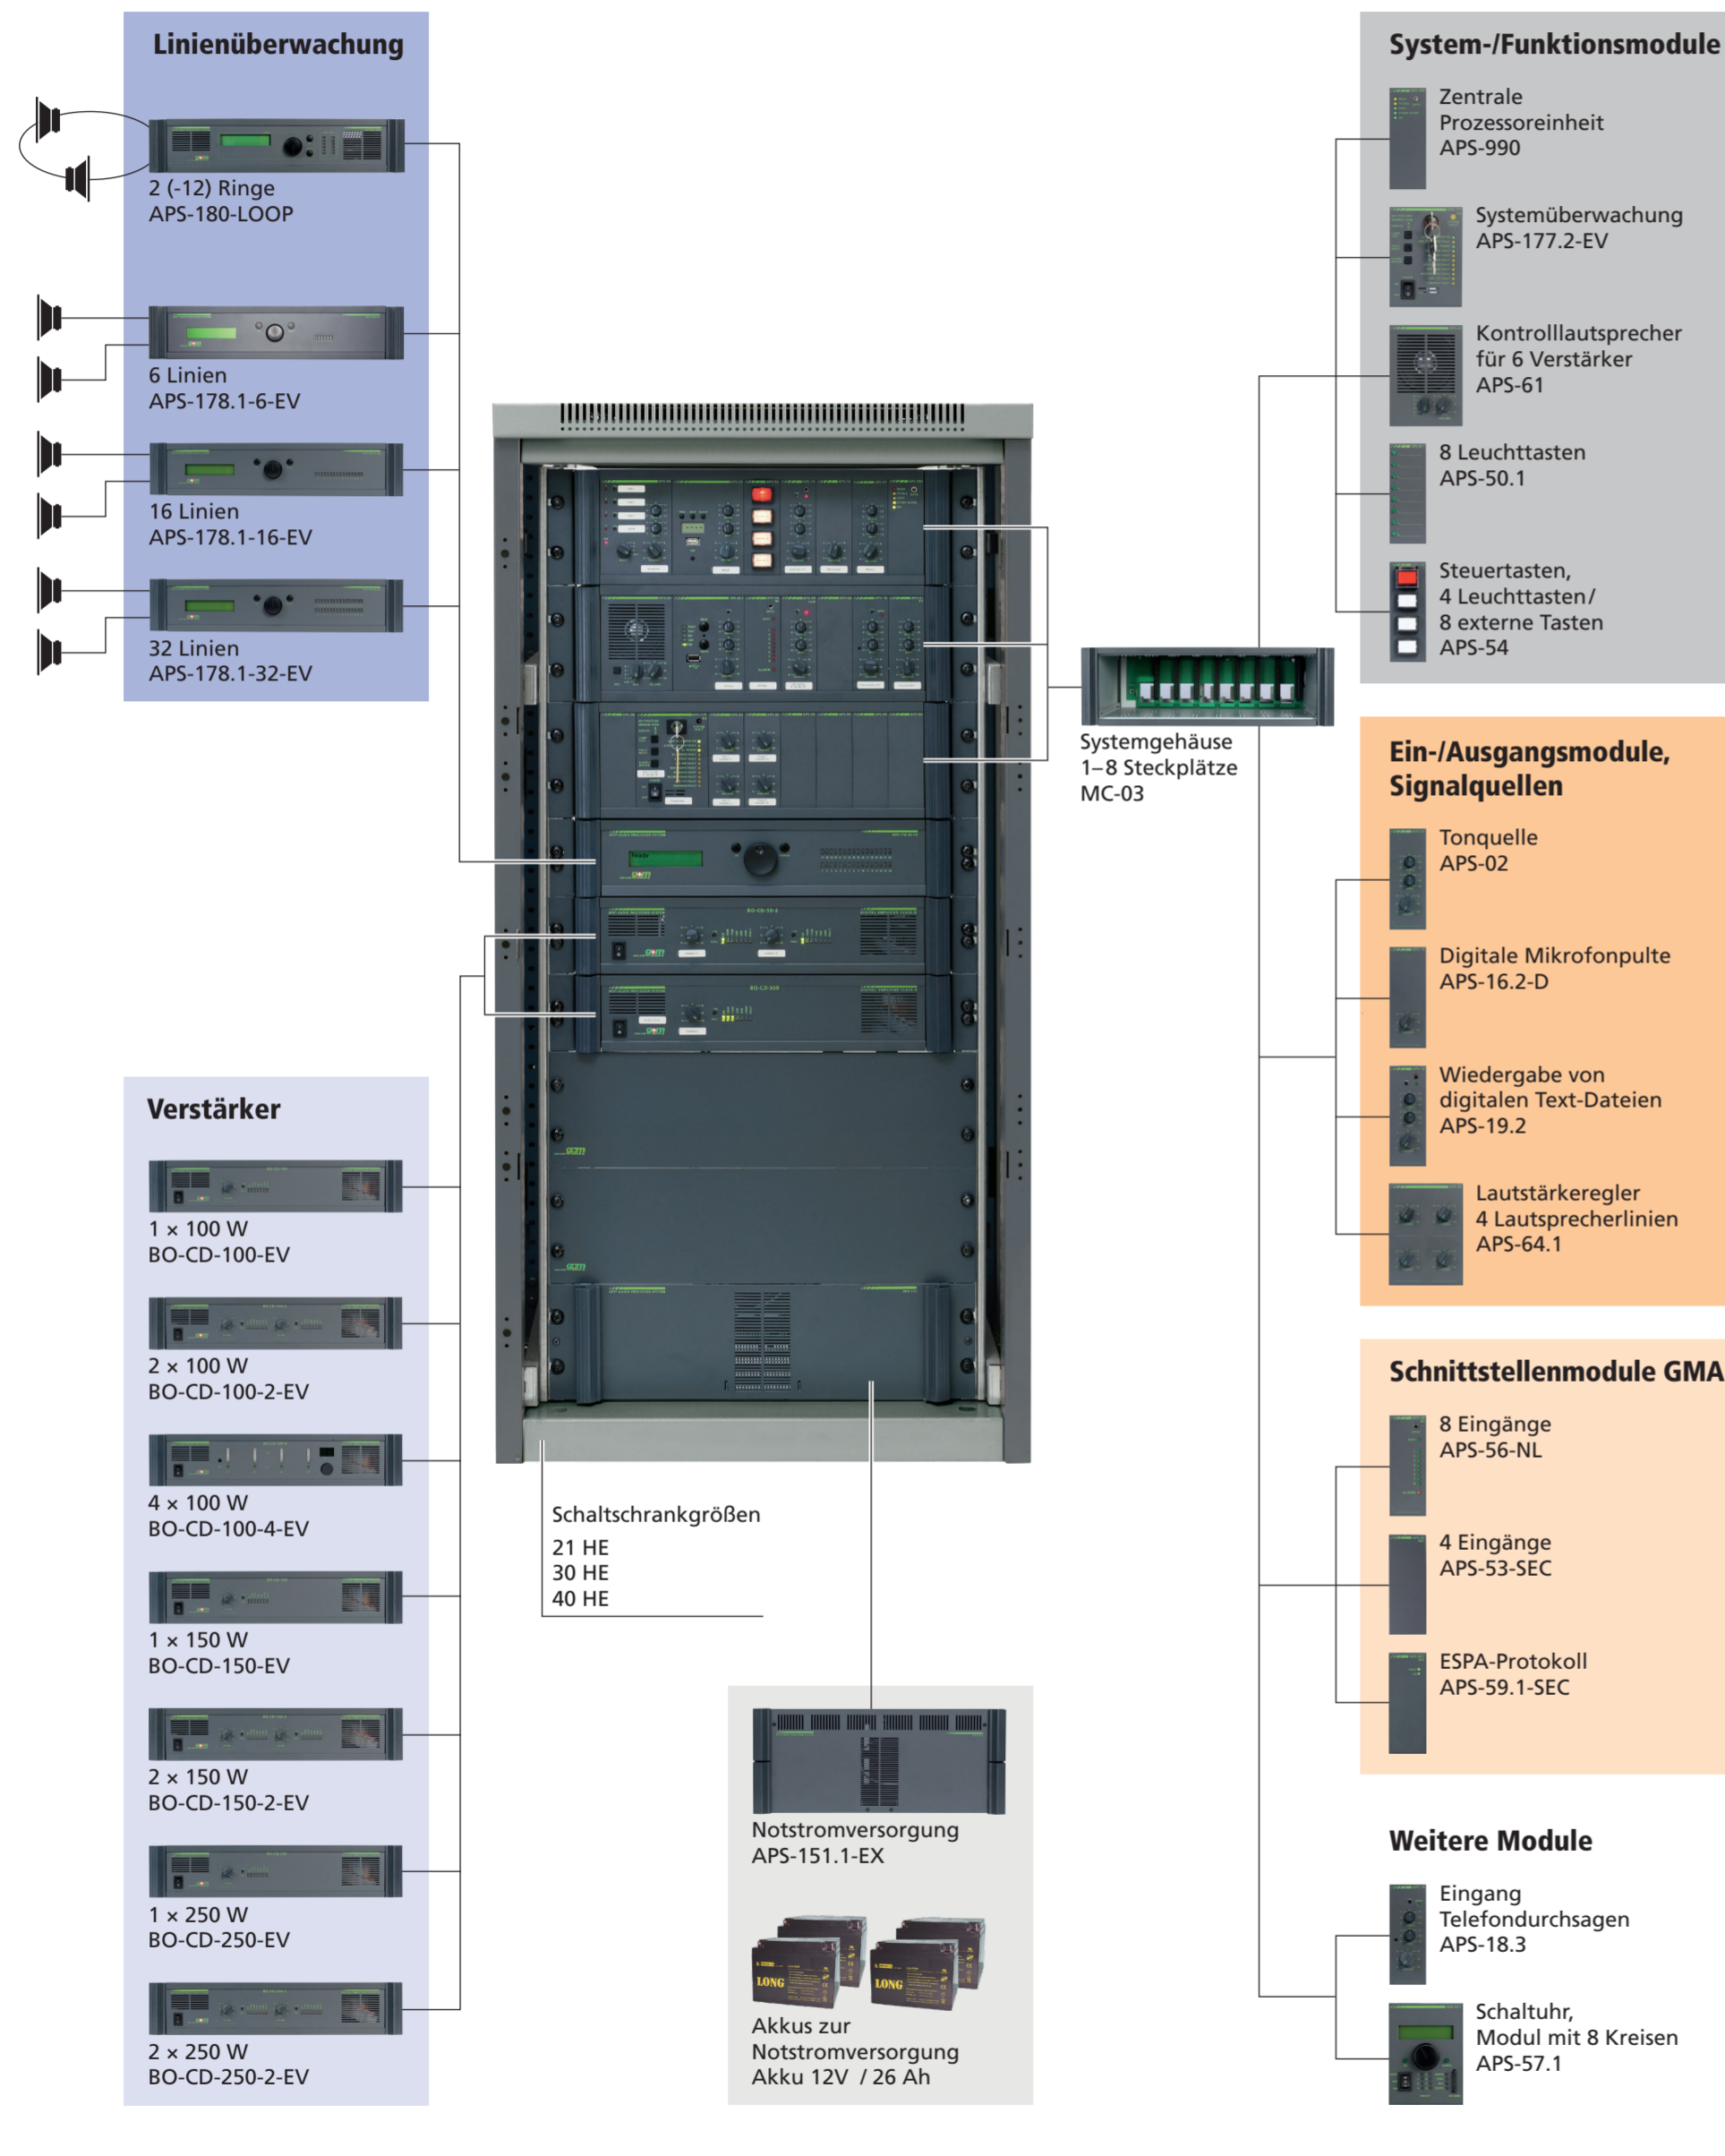 Linienüberwachung
2 (-12) Ringe
APS-180-LOOP
6 Linien
APS-178.1-6-EV
16 Linien
APS-178.1-16-EV
32 Linien
APS-178.1-32-EV
Verstärker
1 × 100 W
BO-CD-100-EV
2 × 100 W
BO-CD-100-2-EV
4 × 100 W
BO-CD-100-4-EV
1 × 150 W
BO-CD-150-EV
2 × 150 W
BO-CD-150-2-EV
1 × 250 W
BO-CD-250-EV
2 × 250 W
BO-CD-250-2-EV
Ready
Schaltschrankgrößen
21 HE
30 HE
40 HE
Notstromversorgung
APS-151.1-EX
LONG
LONG
Akkus zur
Notstromversorgung
Akku 12V / 26 Ah
Systemgehäuse
1–8 Steckplätze
MC-03
System-/Funktionsmodule
Zentrale
Prozessoreinheit
APS-990
Systemüberwachung
APS-177.2-EV
Kontrolllautsprecher
für 6 Verstärker
APS-61
8 Leuchttasten
APS-50.1
Steuertasten,
4 Leuchttasten/
8 externe Tasten
APS-54
Ein-/Ausgangsmodule,
Signalquellen
Tonquelle
APS-02
Digitale Mikrofonpulte
APS-16.2-D
Wiedergabe von
digitalen Text-Dateien
APS-19.2
Lautstärkeregler
4 Lautsprecherlinien
APS-64.1
Schnittstellenmodule GMA
8 Eingänge
APS-56-NL
4 Eingänge
APS-53-SEC
ESPA-Protokoll
APS-59.1-SEC
Weitere Module
Eingang
Telefondurchsagen
APS-18.3
Schaltuhr,
Modul mit 8 Kreisen
APS-57.1